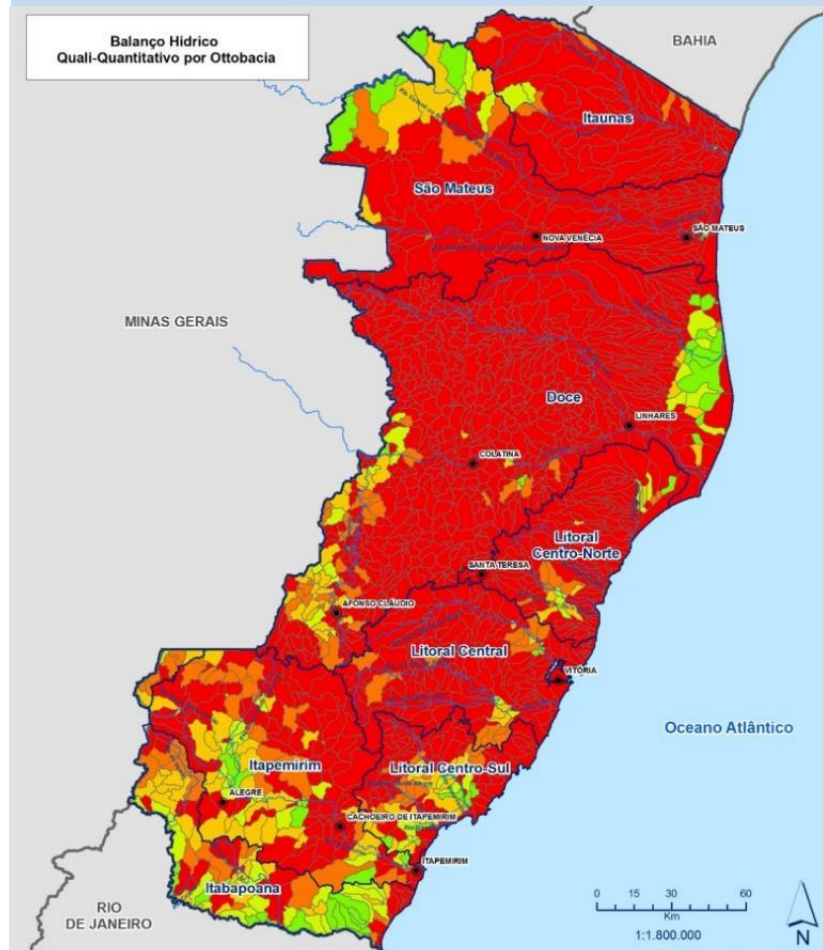 Balanço Hídrico
Quali-Quantitativo por Ottobacia
BAHIA
Itaunas
São Mateus
NOVA VENÉCIA
SÃO MATEUS
MINAS GERAIS
Doce
LINHARES
COLATINA
Litoral
Centro-Norte
SANTA TERESA
AFONSO CLÁUDIO
Litoral Central
VITÓRIA
Oceano Atlântico
Itapemirim
Litoral Centro-Sul
ALEGRE
CACHOEIRO DE ITAPEMIRIM
ITAPEMIRIM
Itabapoana
RIO
DE JANEIRO
0 15 30 60
Km
1:1.800.000
N